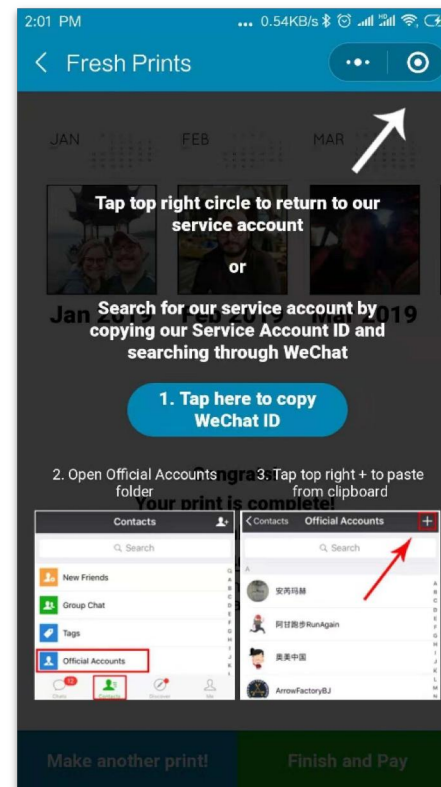 2:01 PM
... 0.54KB/s
Fresh Prints
JAN FEB MAR
Tap top right circle to return to our
service account
or
Jan 2019 Feb 2019 Mar 2019
Search for our service account by
copying our Service Account ID and
searching through WeChat
1. Tap here to copy
WeChat ID
Congrats!
2. Open Official Accounts
folder
3. Tap top right + to paste
from clipboard
Your print is complete!
Contacts
Search
New Friends
Group Chat
Tags
Official Accounts
12
Chats Contacts Discover Me
Contacts Official Accounts
Search
A
安芮玛赫
阿甘跑步RunAgain
奥美中国
ArrowFactoryBJ
Make another print!
Finish and Pay